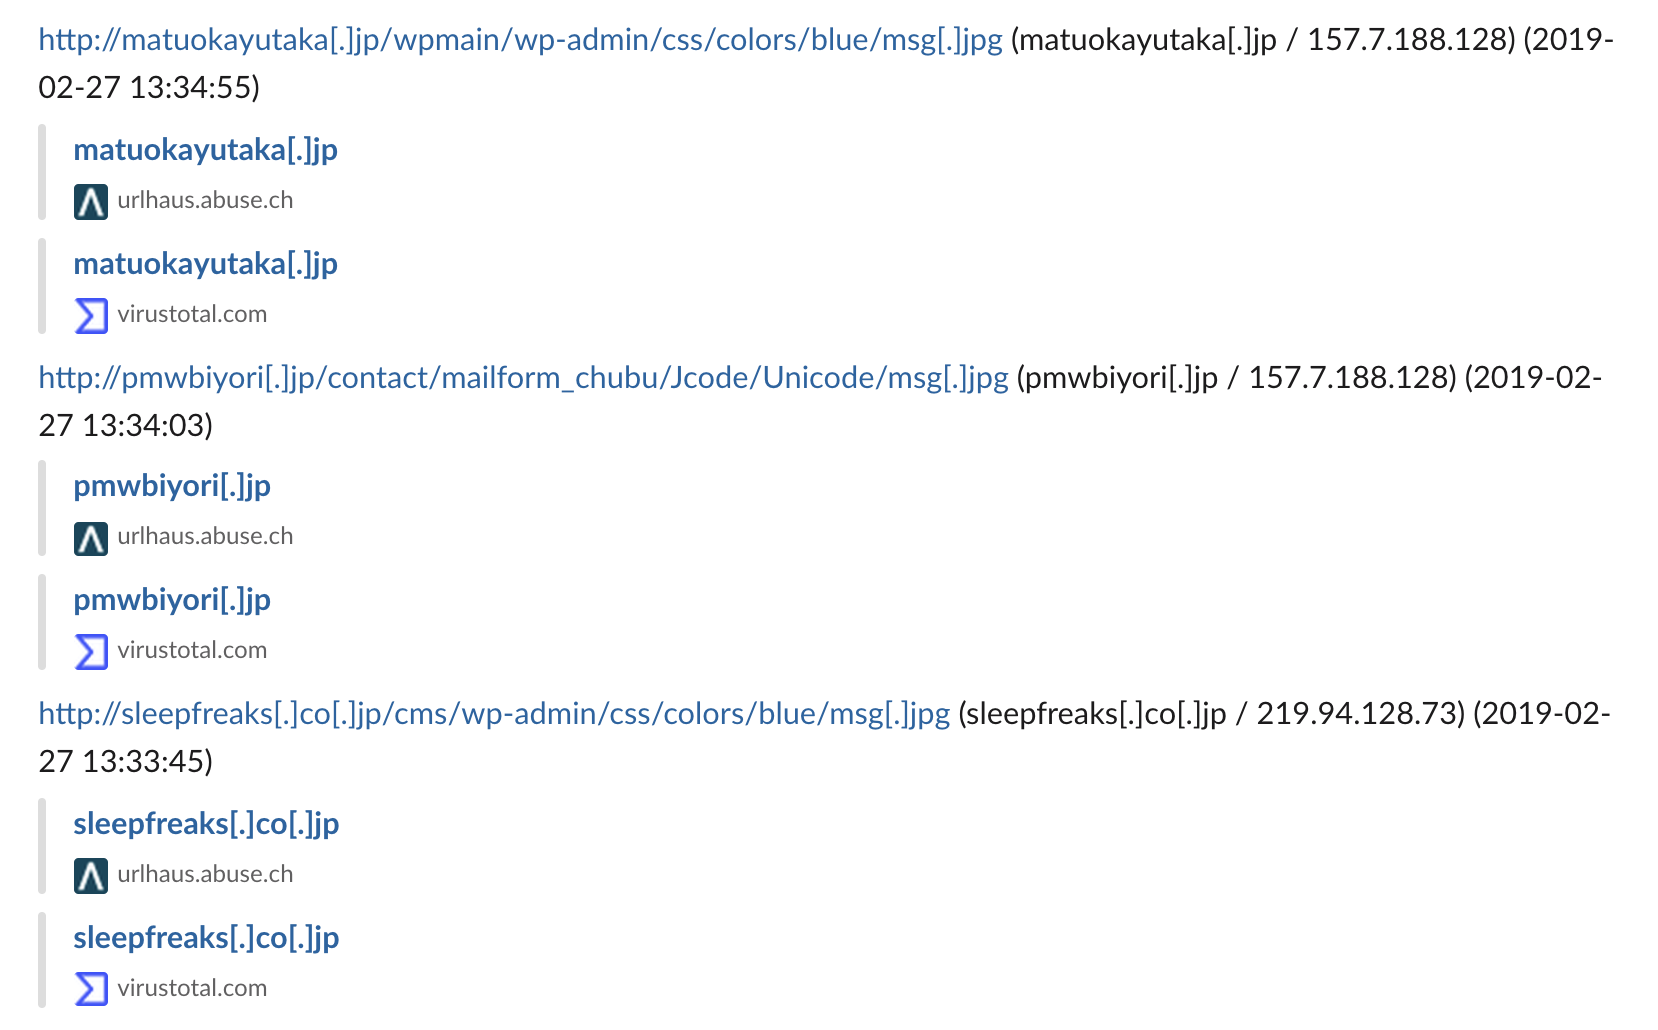 http://matuokayutaka[.]jp/wpmain/wp-admin/css/colors/blue/msg[.]jpg (matuokayutaka[.]jp / 157.7.188.128) (2019-
02-27 13:34:55)
matuokayutaka[.]jp
urlhaus.abuse.ch
matuokayutaka[.]jp
virustotal.com
http://pmwbiyori[.]jp/contact/mailform_chubu/Jcode/Unicode/msg[.]jpg (pmwbiyori[.]jp / 157.7.188.128) (2019-02-
27 13:34:03)
pmwbiyori[.]jp
urlhaus.abuse.ch
pmwbiyori[.]jp
virustotal.com
http://sleepfreaks[.]co[.]jp/cms/wp-admin/css/colors/blue/msg[.]jpg (sleepfreaks[.]co[.]jp / 219.94.128.73) (2019-02-
27 13:33:45)
sleepfreaks[.]co[.]jp
urlhaus.abuse.ch
sleepfreaks[.]co[.]jp
virustotal.com